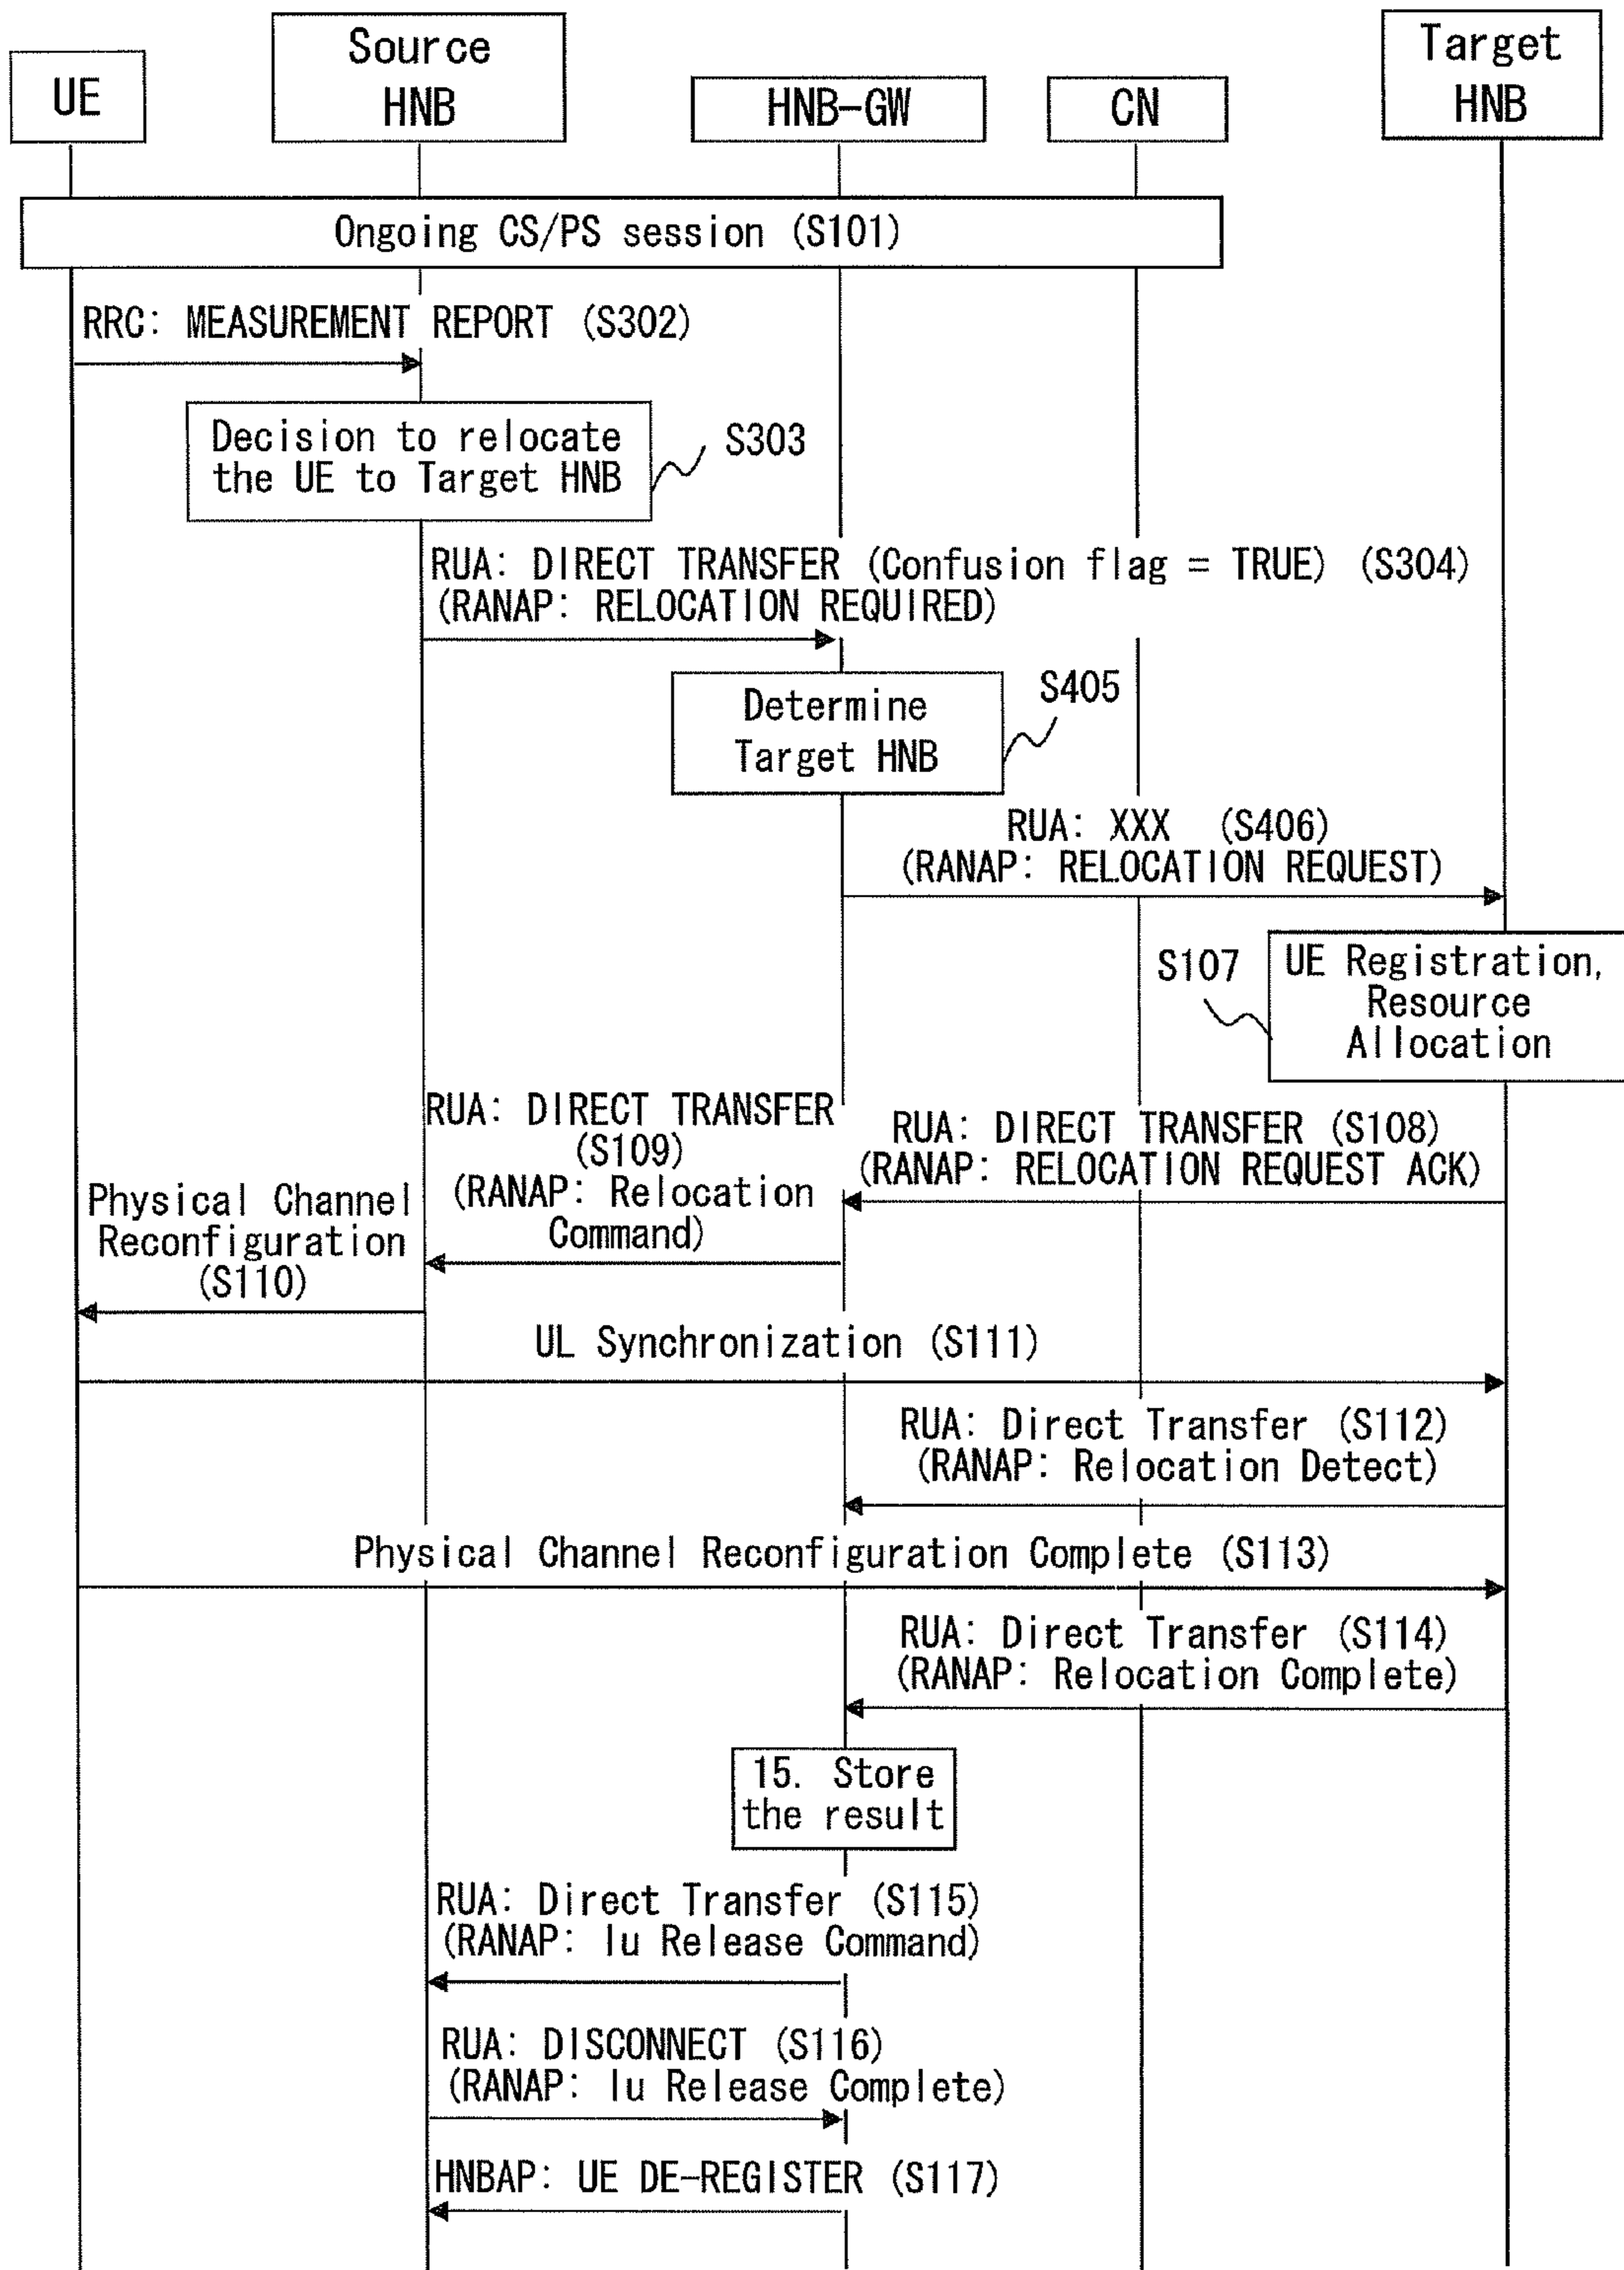 UE
Source
HNB
HNB-GW
CN
Target
HNB
Ongoing CS/PS session (S101)
RRC: MEASUREMENT REPORT (S302)
Decision to relocate
the UE to Target HNB
S303
RUA: DIRECT TRANSFER (Confusion flag = TRUE) (S304)
(RANAP: RELOCATION REQUIRED)
Determine
Target HNB
S405
RUA: XXX (S406)
(RANAP: RELOCATION REQUEST)
S107
UE Registration,
Resource
Allocation
RUA: DIRECT TRANSFER
(S109)
(RANAP: Relocation
Command)
RUA: DIRECT TRANSFER (S108)
(RANAP: RELOCATION REQUEST ACK)
Physical Channel
Reconfiguration
(S110)
UL Synchronization (S111)
RUA: Direct Transfer (S112)
(RANAP: Relocation Detect)
Physical Channel Reconfiguration Complete (S113)
RUA: Direct Transfer (S114)
(RANAP: Relocation Complete)
15. Store
the result
RUA: Direct Transfer (S115)
(RANAP: Iu Release Command)
RUA: DISCONNECT (S116)
(RANAP: Iu Release Complete)
HNBAP: UE DE-REGISTER (S117)